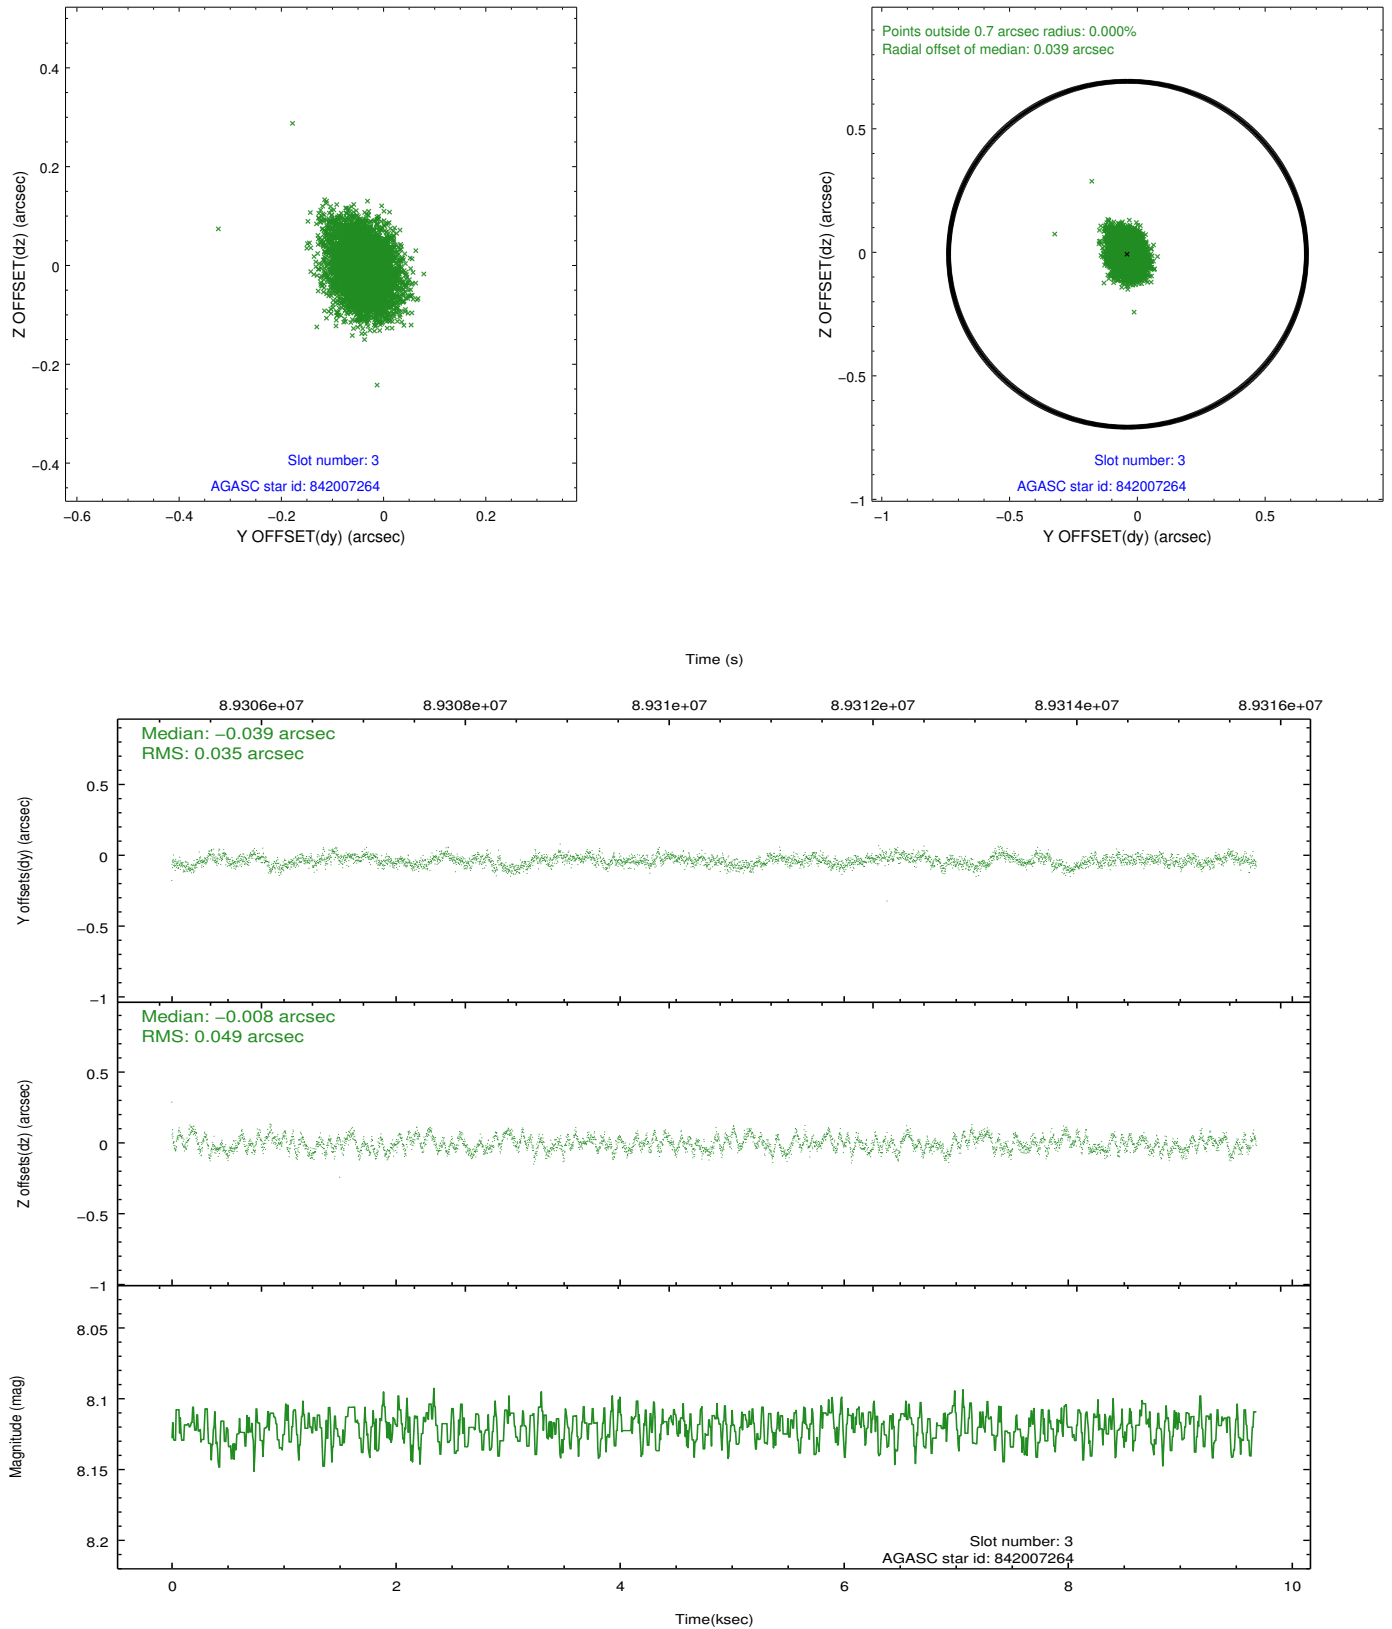 0.4
0.2
0
−0.2
−0.4
Z OFFSET(dz) (arcsec)
Slot number: 3
AGASC star id: 842007264
−0.6 −0.4 −0.2 0 0.2
Y OFFSET(dy) (arcsec)
Points outside 0.7 arcsec radius: 0.000%
Radial offset of median: 0.039 arcsec
0.5
0
−0.5
−1
Z OFFSET(dz) (arcsec)
Slot number: 3
AGASC star id: 842007264
−1 −0.5 0 0.5
Y OFFSET(dy) (arcsec)
Time (s)
8.9306e+07 8.9308e+07 8.931e+07 8.9312e+07 8.9314e+07 8.9316e+07
Median: −0.039 arcsec
RMS: 0.035 arcsec
0.5
0
−0.5
−1
Y offsets(dy) (arcsec)
Median: −0.008 arcsec
RMS: 0.049 arcsec
0.5
0
−0.5
−1
Z offsets(dz) (arcsec)
8.05
8.1
8.15
8.2
Magnitude (mag)
Slot number: 3
AGASC star id: 842007264
0 2 4 6 8 10
Time(ksec)